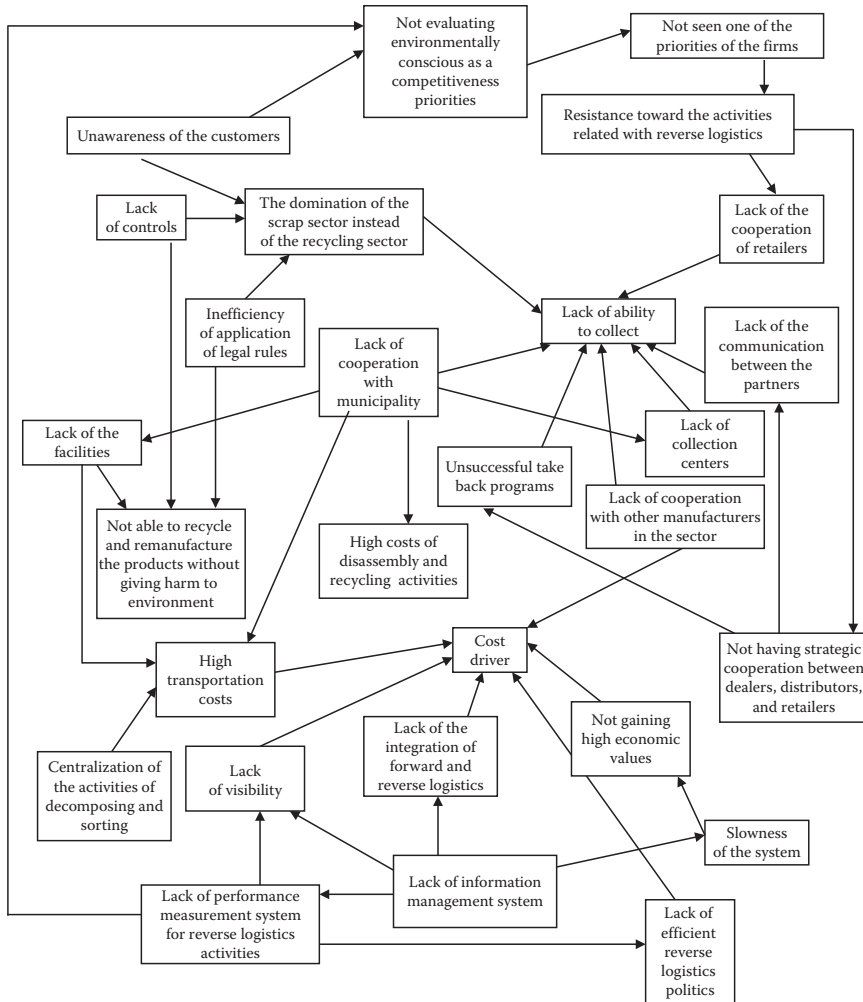 Not evaluating
environmentally
conscious as a
competitiveness
priorities
Not seen one of the
priorities of the firms
Unawareness of the customers
Resistance toward the activities
related with reverse logistics
Lack
of controls
The domination of the
scrap sector instead
of the recycling sector
Lack of the
cooperation
of retailers
Inefficiency
of application
of legal rules
Lack of
cooperation
with
municipality
Lack of ability
to collect
Lack of the
communication
between the
partners
Lack of the
facilities
Lack of
collection
centers
Unsuccessful take
back programs
Lack of cooperation
with other manufacturers
in the sector
Not able to recycle
and remanufacture
the products without
giving harm to
environment
High costs of
disassembly and
recycling activities
High
transportation
costs
Cost
driver
Not having strategic
cooperation between
dealers, distributors,
and retailers
Centralization of
the activities of
decomposing and
sorting
Lack
of visibility
Lack of the
integration of
forward and
reverse logistics
Not gaining
high economic
values
Slowness
of the system
Lack of performance
measurement system
for reverse logistics
activities
Lack of information
management system
Lack of
efficient
reverse
logistics
politics